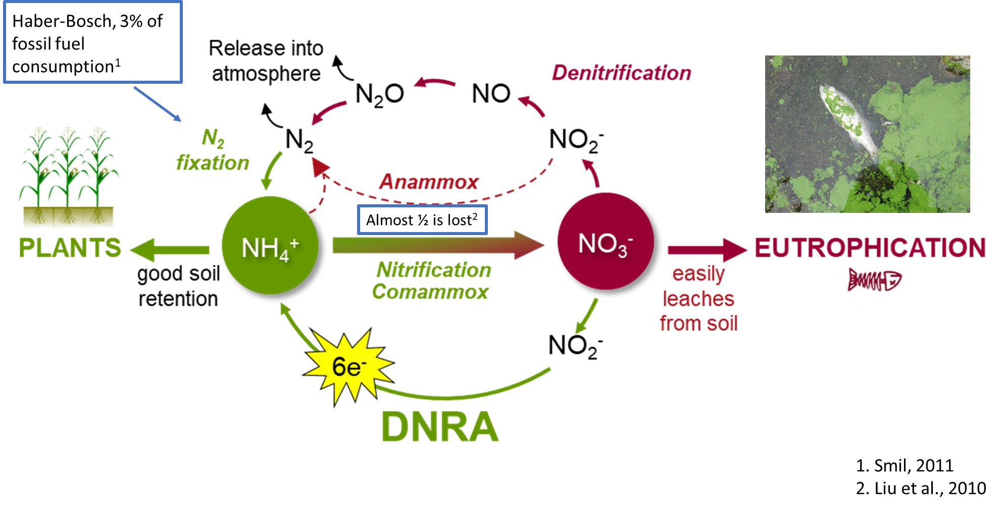 Haber-Bosch, 3% of
fossil fuel
consumption¹
Release into
atmosphere
N₂O
NO
Denitrification
N₂
fixation
N₂
NO₂⁻
Anammox
Almost ½ is lost²
PLANTS
good soil
retention
NH₄⁺
Nitrification
Comammox
NO₃⁻
EUTROPHICATION
easily
leaches
from soil
NO₂⁻
6e⁻
DNRA
1. Smil, 2011
2. Liu et al., 2010